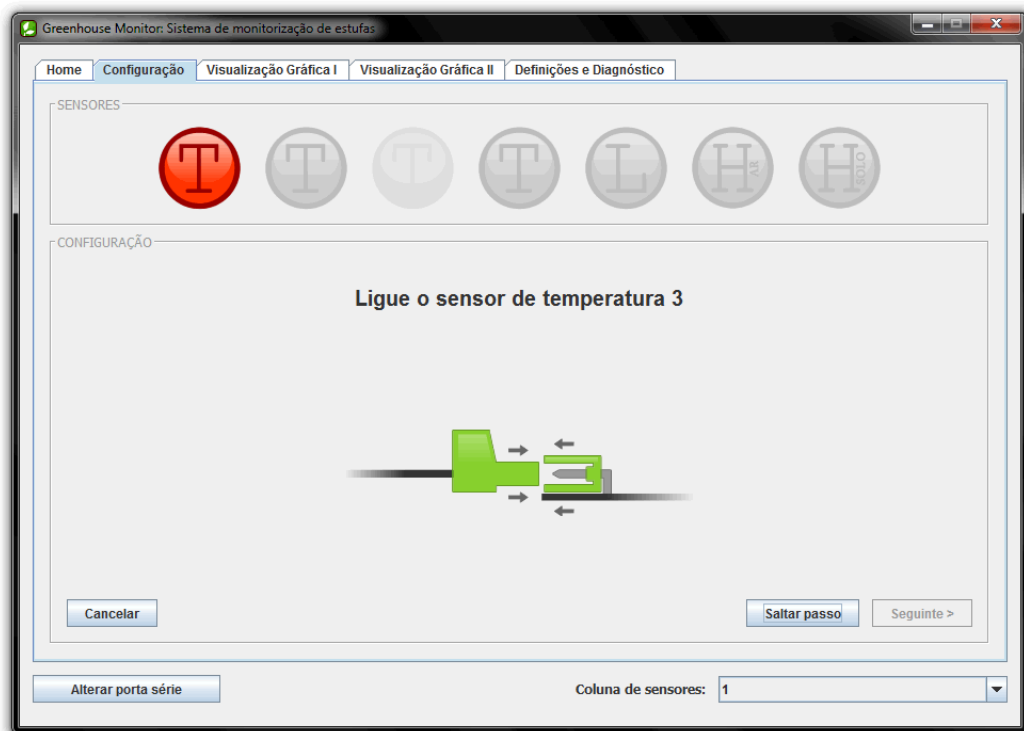 Greenhouse Monitor: Sistema de monitorização de estufas
Home Configuração Visualização Gráfica I Visualização Gráfica II Definições e Diagnóstico
SENSORES
T T T T L H AR H SOLO
CONFIGURAÇÃO
Ligue o sensor de temperatura 3
Cancelar Saltar passo Seguinte >
Alterar porta série Coluna de sensores: 1